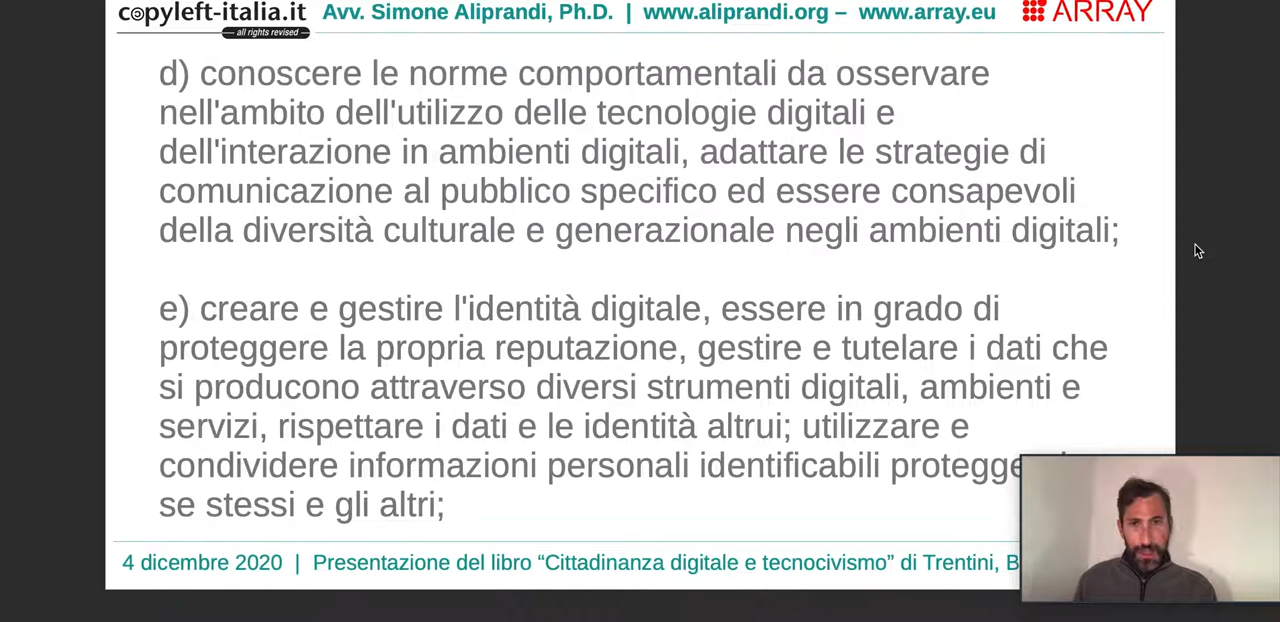 copyleft-italia.it
all rights revised
Avv. Simone Aliprandi, Ph.D. | www.aliprandi.org – www.array.eu
ARRAY
d) conoscere le norme comportamentali da osservare
nell'ambito dell'utilizzo delle tecnologie digitali e
dell'interazione in ambienti digitali, adattare le strategie di
comunicazione al pubblico specifico ed essere consapevoli
della diversità culturale e generazionale negli ambienti digitali;
e) creare e gestire l'identità digitale, essere in grado di
proteggere la propria reputazione, gestire e tutelare i dati che
si producono attraverso diversi strumenti digitali, ambienti e
servizi, rispettare i dati e le identità altrui; utilizzare e
condividere informazioni personali identificabili
se stessi e gli altri;
4 dicembre 2020 | Presentazione del libro “Cittadinanza digitale e tecnocivismo” di Trentini,